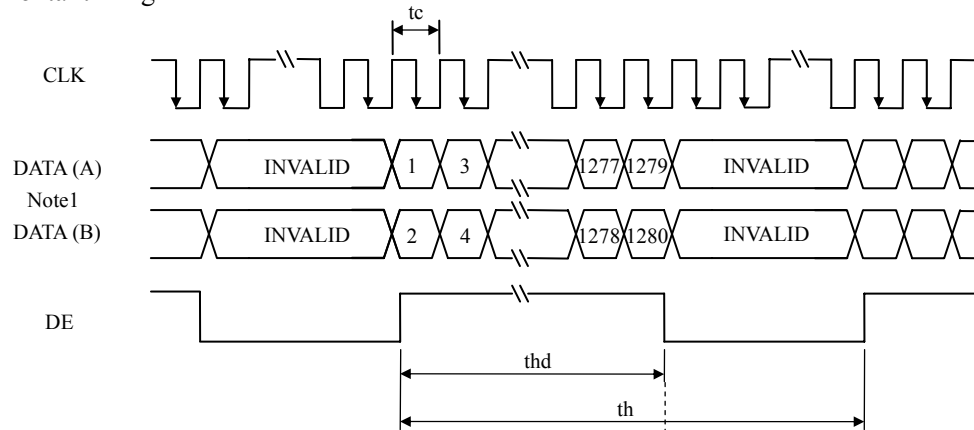 tc
CLK
DATA (A)
INVALID
1
3
1277
1279
INVALID
Note1
DATA (B)
INVALID
2
4
1278
1280
INVALID
DE
thd
th